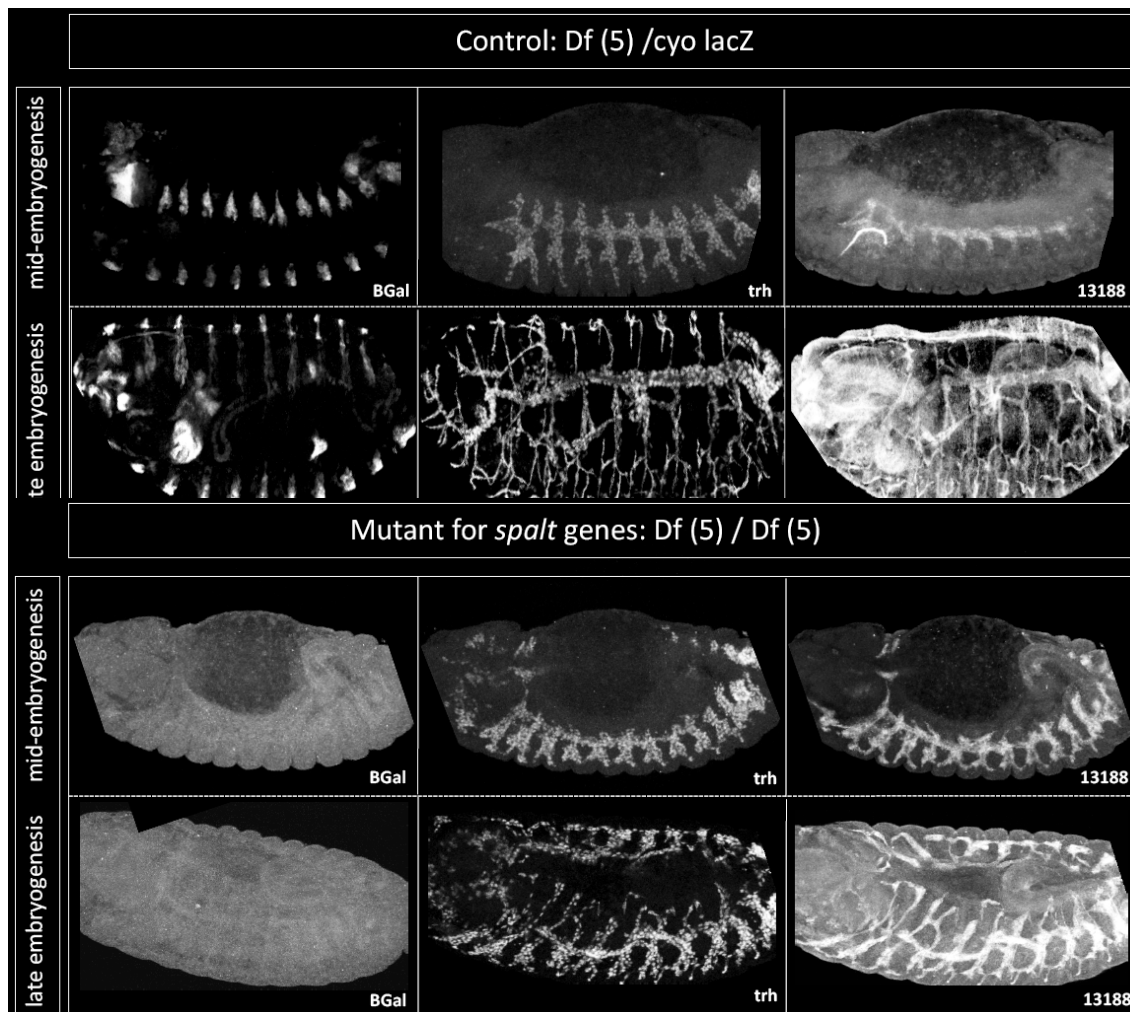 Control: Df (5) /cyo lacZ
mid-embryogenesis
BGal
trh
13188
te embryogenesis
Mutant for spalt genes: Df (5) / Df (5)
mid-embryogenesis
BGal
trh
13188
late embryogenesis
BGal
trh
13188